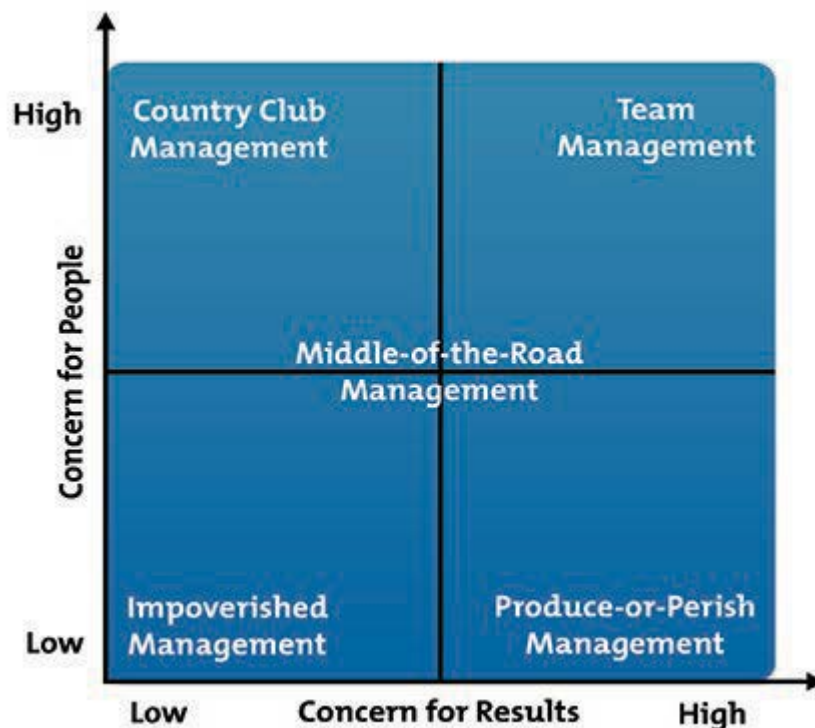 High
Country Club
Management
Team
Management
Concern for People
Middle-of-the-Road
Management
Low
Impoverished
Management
Produce-or-Perish
Management
Low
Concern for Results
High